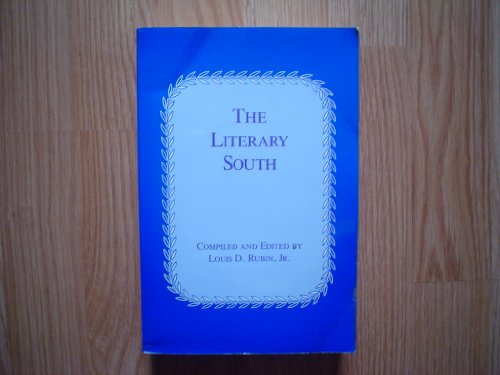 THE
LITERARY
SOUTH
COMPILED AND EDITED BY
LOUIS D. RUBIN, JR.